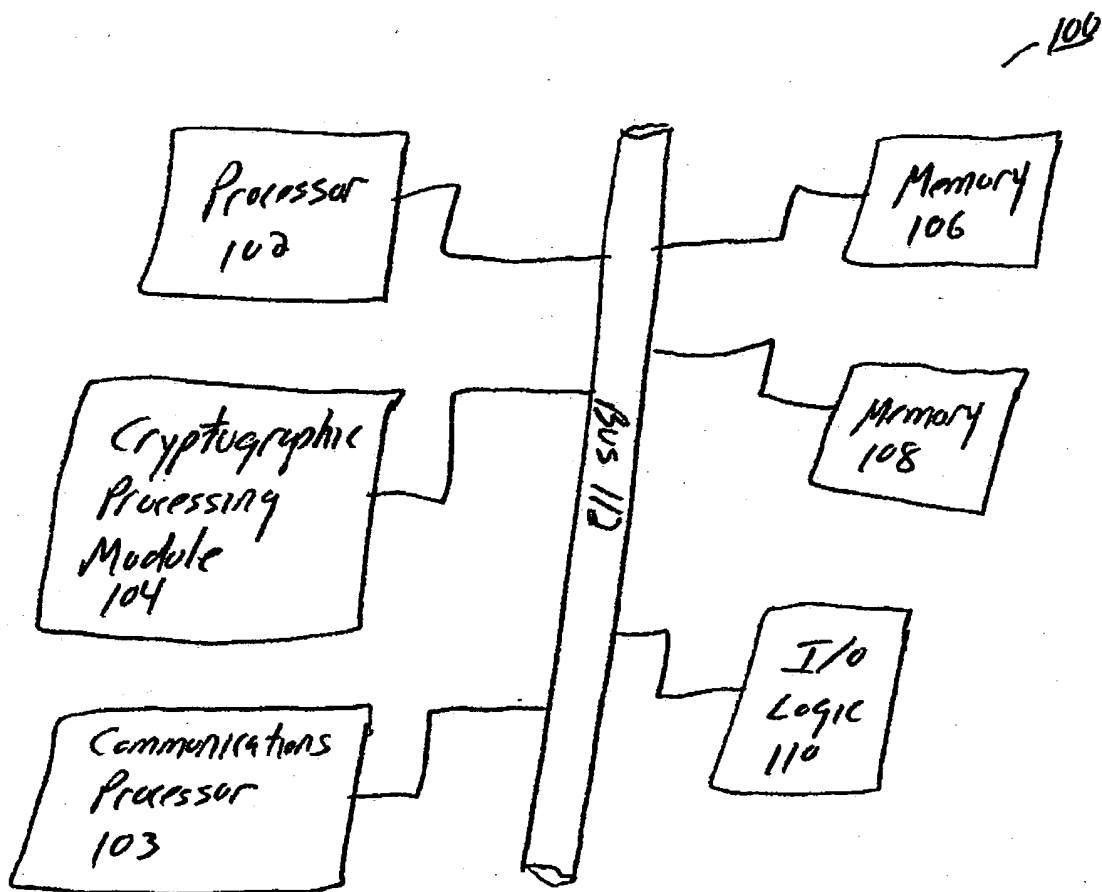 100
Processor
102
Memory
106
Cryptographic
Processing
Module
104
Bus 112
Memory
108
I/O
Logic
110
Communications
Processor
103